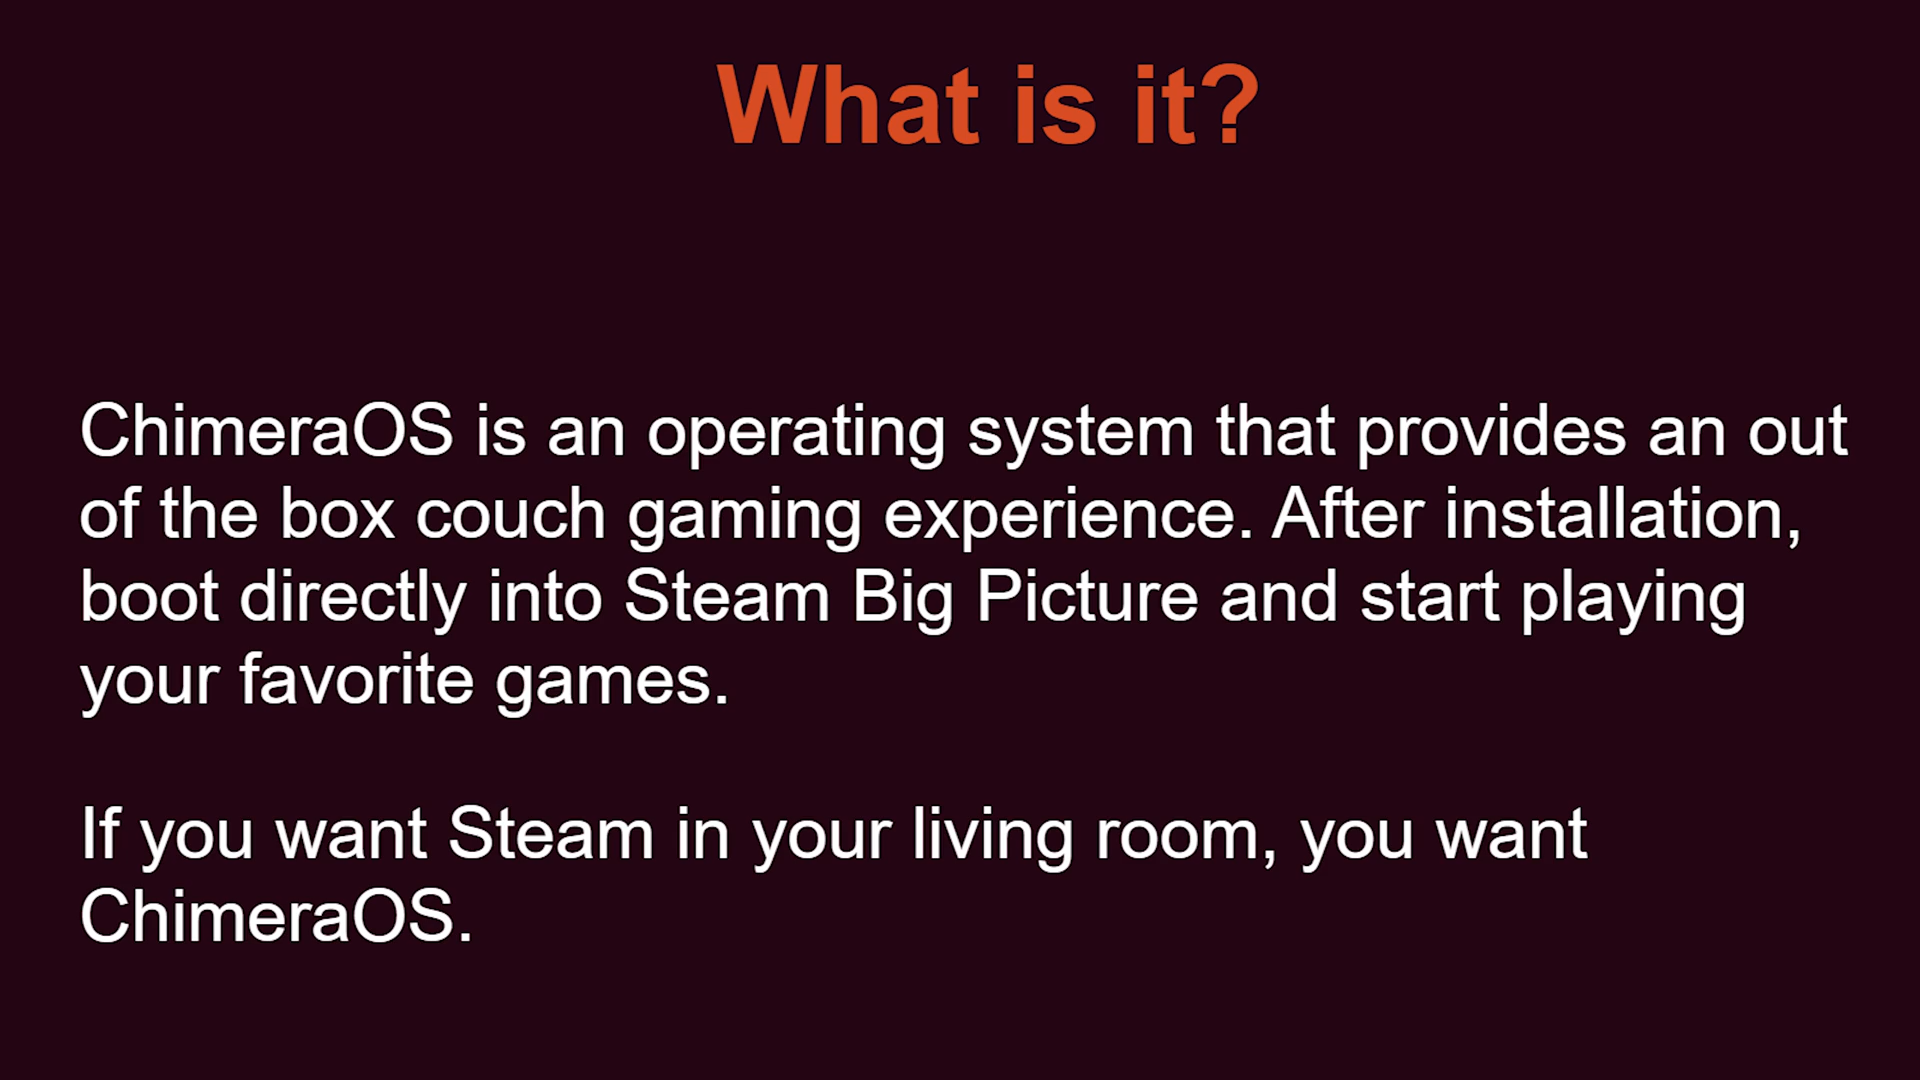 What is it?
ChimeraOS is an operating system that provides an out
of the box couch gaming experience. After installation,
boot directly into Steam Big Picture and start playing
your favorite games.
If you want Steam in your living room, you want
ChimeraOS.